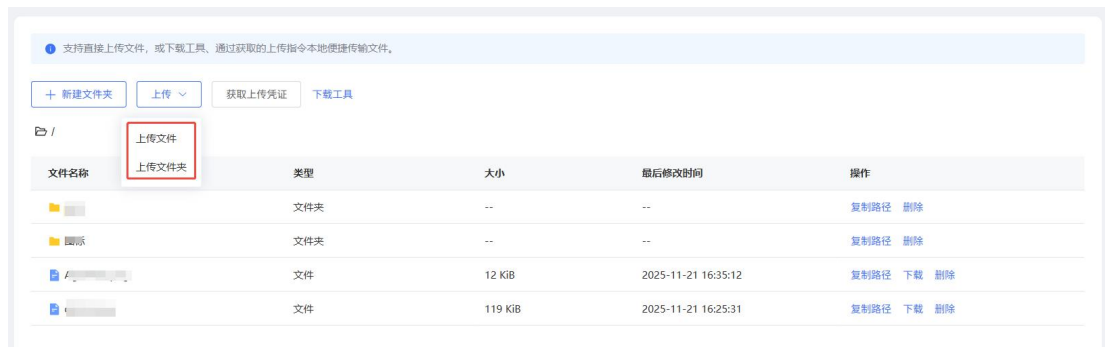 支持直接上传文件，或下载工具、通过获取的上传指令本地便捷传输文件。
+ 新建文件夹 上传 获取上传凭证 下载工具
/
上传文件
上传文件夹
文件名称 类型 大小 最后修改时间 操作
文件夹 -- -- 复制路径 删除
文件夹 -- -- 复制路径 删除
文件 12 KiB 2025-11-21 16:35:12 复制路径 下载 删除
文件 119 KiB 2025-11-21 16:25:31 复制路径 下载 删除